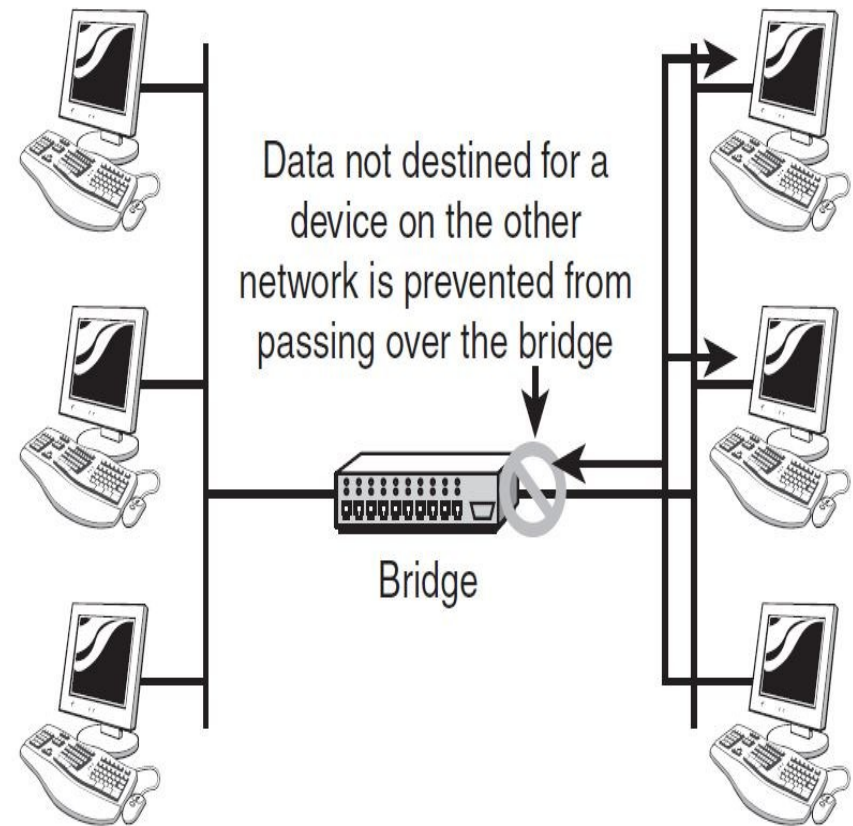 Data not destined for a
device on the other
network is prevented from
passing over the bridge
Bridge